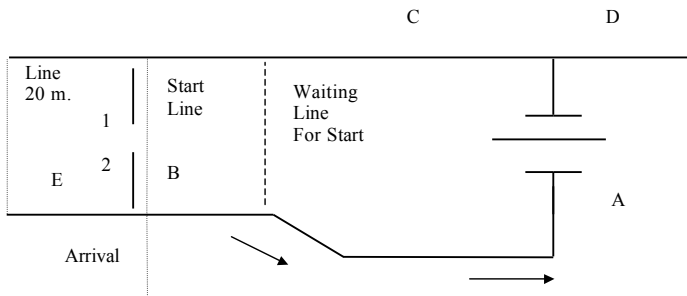 C
D
Line
20 m.
Start
Line
Waiting
Line
For Start
1
2
E
B
A
Arrival